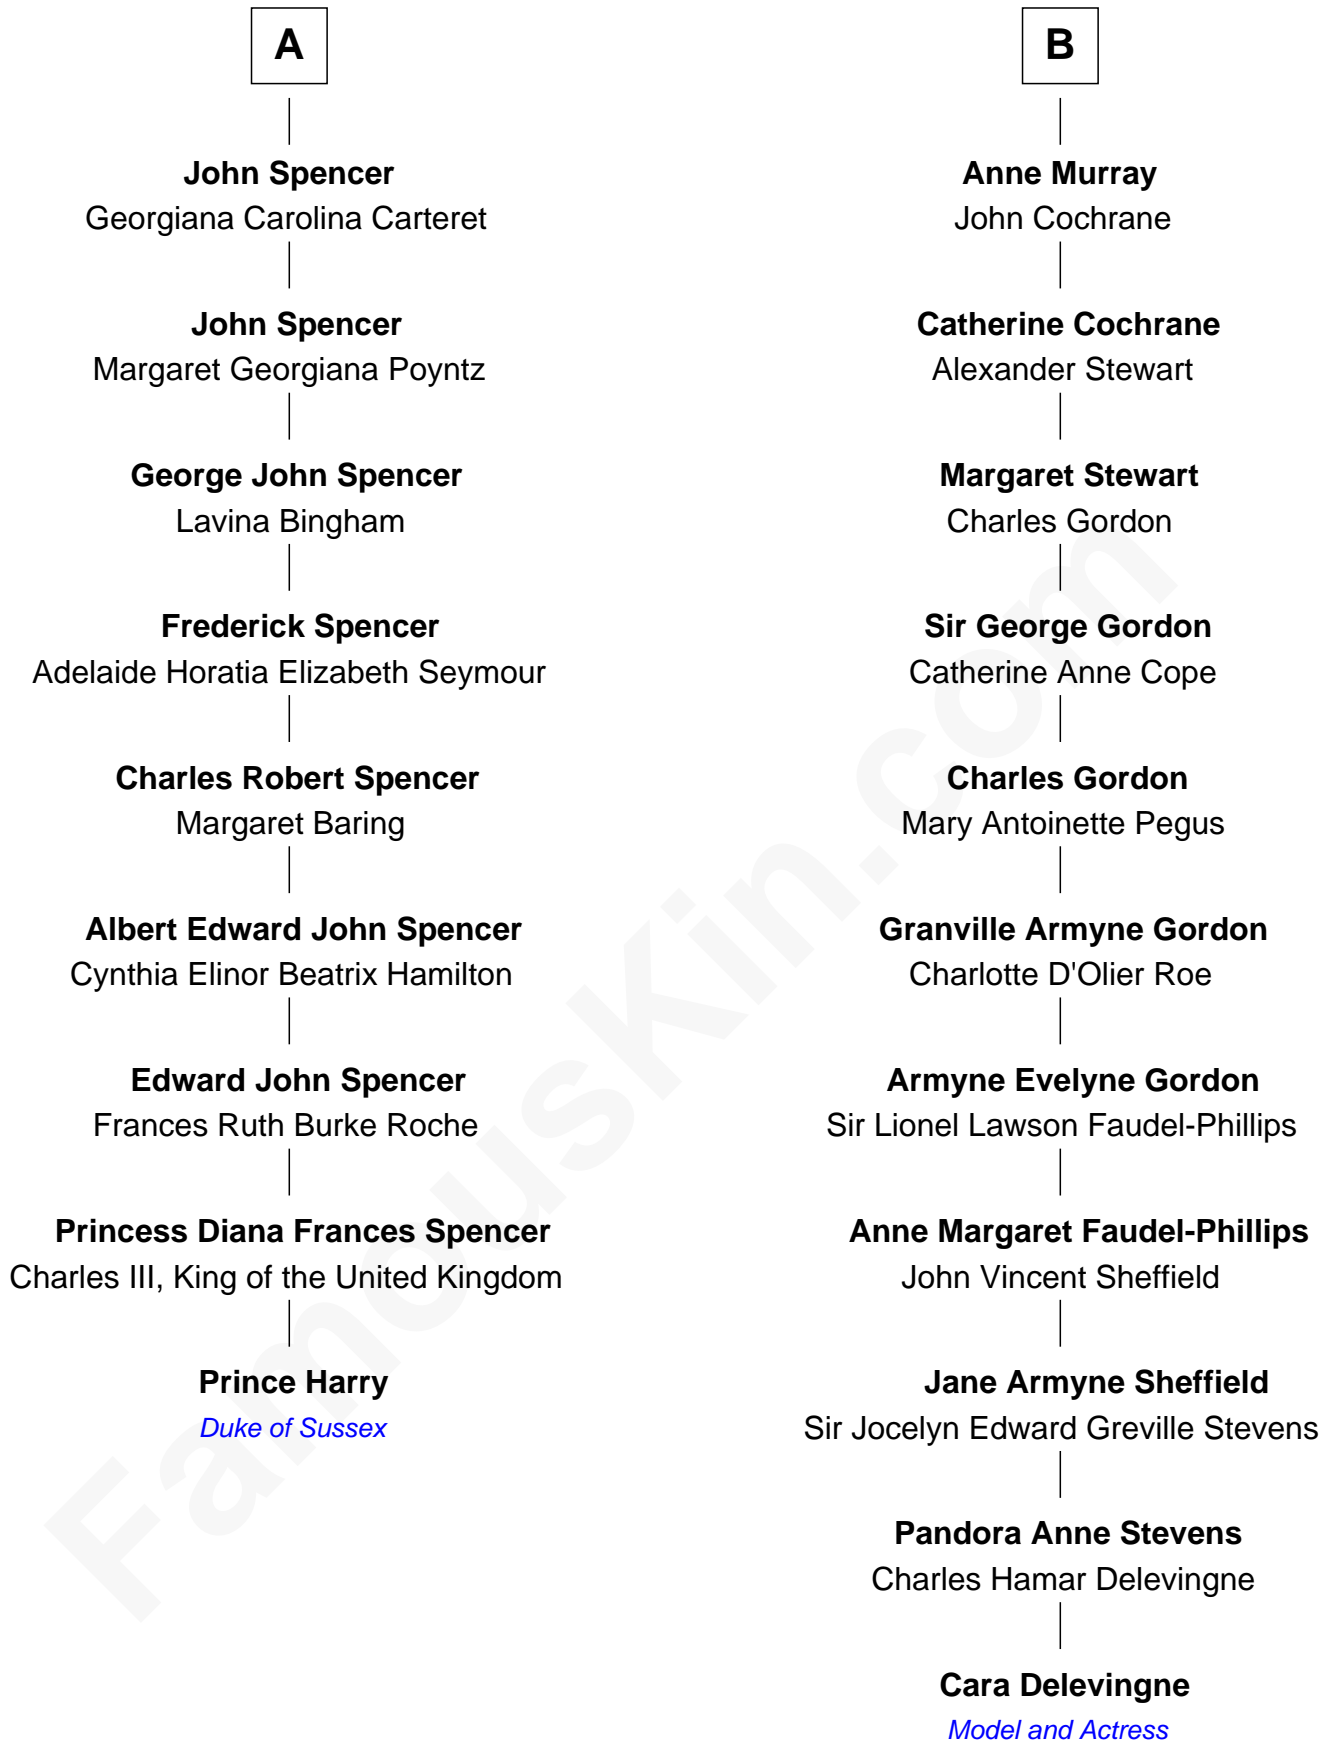 A
John Spencer
Georgiana Carolina Carteret
John Spencer
Margaret Georgiana Poyntz
George John Spencer
Lavina Bingham
Frederick Spencer
Adelaide Horatia Elizabeth Seymour
Charles Robert Spencer
Margaret Baring
Albert Edward John Spencer
Cynthia Elinor Beatrix Hamilton
Edward John Spencer
Frances Ruth Burke Roche
Princess Diana Frances Spencer
Charles III, King of the United Kingdom
Prince Harry
Duke of Sussex
B
Anne Murray
John Cochrane
Catherine Cochrane
Alexander Stewart
Margaret Stewart
Charles Gordon
Sir George Gordon
Catherine Anne Cope
Charles Gordon
Mary Antoinette Pegus
Granville Armyne Gordon
Charlotte D'Olier Roe
Armyne Evelyne Gordon
Sir Lionel Lawson Faudel-Phillips
Anne Margaret Faudel-Phillips
John Vincent Sheffield
Jane Armyne Sheffield
Sir Jocelyn Edward Greville Stevens
Pandora Anne Stevens
Charles Hamar Delevingne
Cara Delevingne
Model and Actress
FamousKin.com